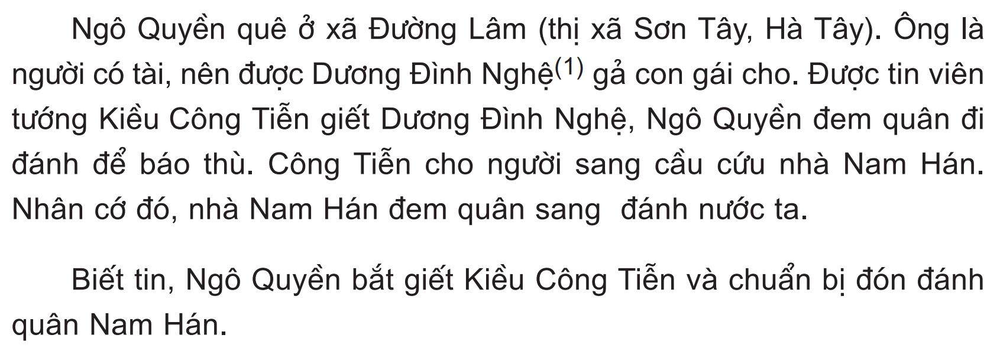 Ngô Quyền quê ở xã Đường Lâm (thị xã Sơn Tây, Hà Tây). Ông là
người có tài, nên được Dương Đình Nghệ(1) gả con gái cho. Được tin viên
tướng Kiều Công Tiễn giết Dương Đình Nghệ, Ngô Quyền đem quân đi
đánh để báo thù. Công Tiễn cho người sang cầu cứu nhà Nam Hán.
Nhân cớ đó, nhà Nam Hán đem quân sang  đánh nước ta.
Biết tin, Ngô Quyền bắt giết Kiều Công Tiễn và chuẩn bị đón đánh
quân Nam Hán.